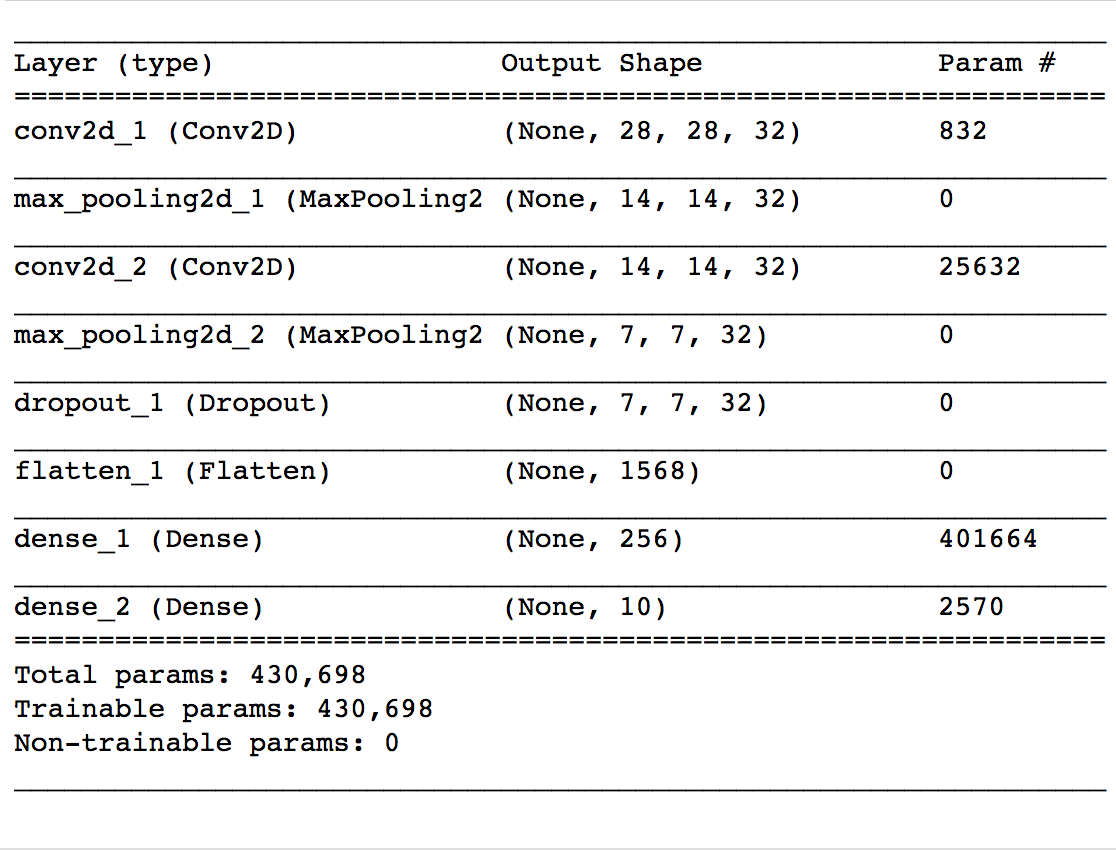 Layer (type) Output Shape Param #
conv2d_1 (Conv2D) (None, 28, 28, 32) 832
max_pooling2d_1 (MaxPooling2 (None, 14, 14, 32) 0
conv2d_2 (Conv2D) (None, 14, 14, 32) 25632
max_pooling2d_2 (MaxPooling2 (None, 7, 7, 32) 0
dropout_1 (Dropout) (None, 7, 7, 32) 0
flatten_1 (Flatten) (None, 1568) 0
dense_1 (Dense) (None, 256) 401664
dense_2 (Dense) (None, 10) 2570
Total params: 430,698
Trainable params: 430,698
Non-trainable params: 0